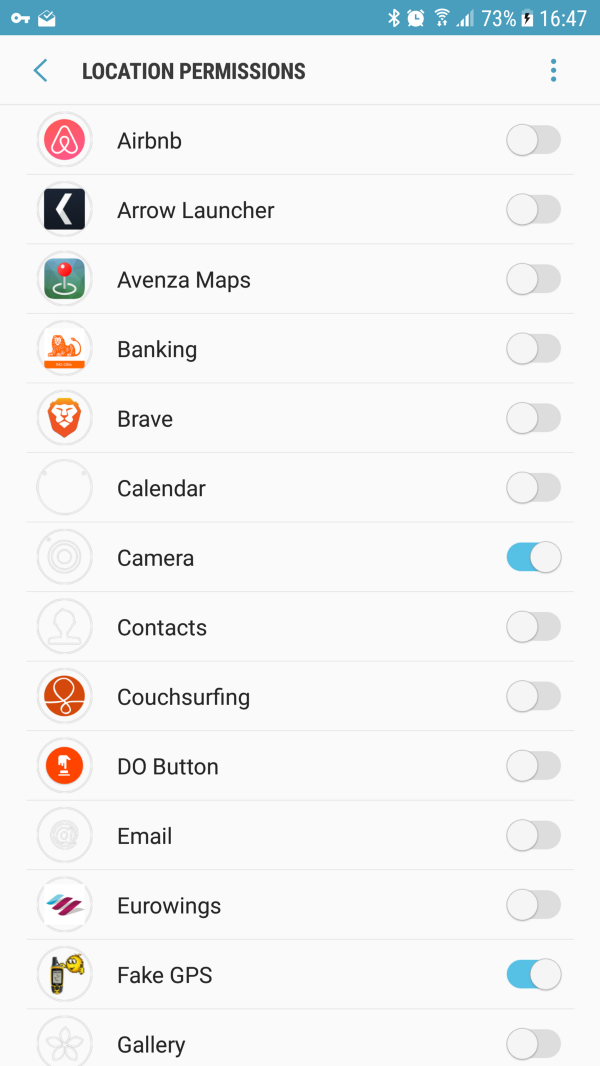 73% 16:47
LOCATION PERMISSIONS
Airbnb
Arrow Launcher
Avenza Maps
Banking
Brave
Calendar
Camera
Contacts
Couchsurfing
DO Button
Email
Eurowings
Fake GPS
Gallery